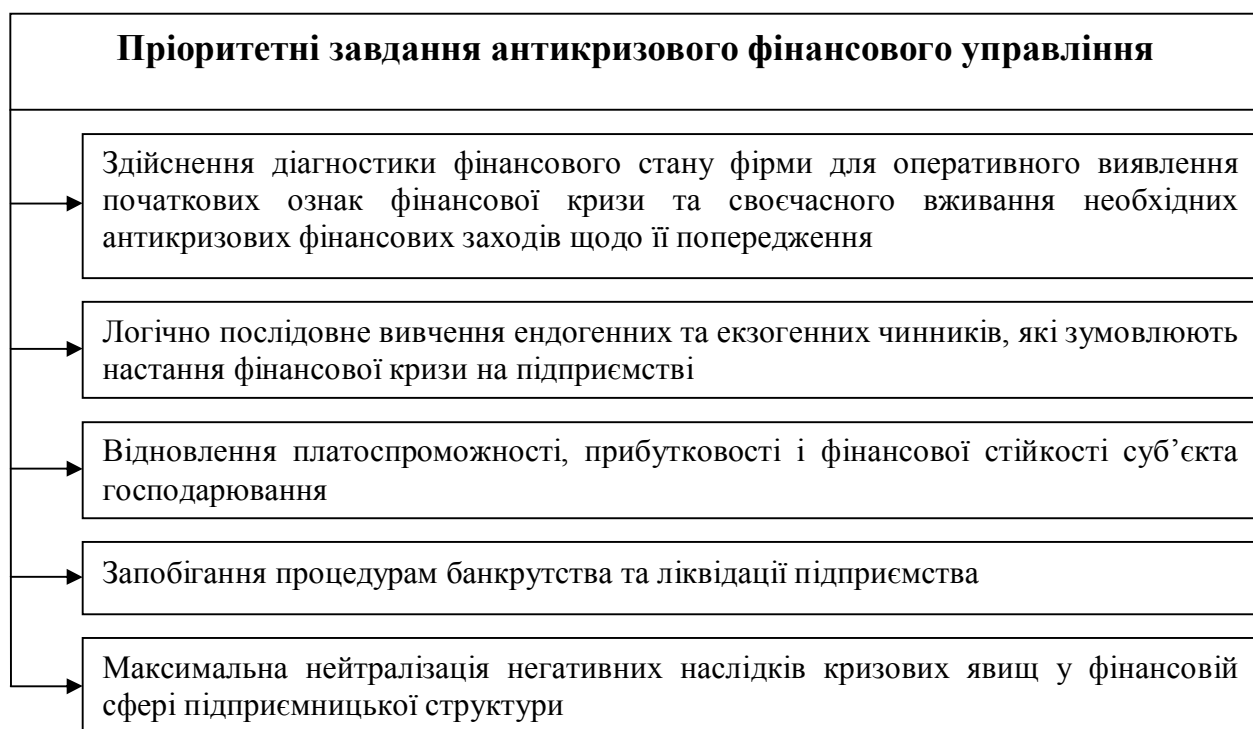 Пріоритетні завдання антикризового фінансового управління
Здійснення діагностики фінансового стану фірми для оперативного виявлення
початкових ознак фінансової кризи та своєчасного вживання необхідних
антикризових фінансових заходів щодо її попередження
Логічно послідовне вивчення ендогенних та екзогенних чинників, які зумовлюють
настання фінансової кризи на підприємстві
Відновлення платоспроможності, прибутковості і фінансової стійкості суб’єкта
господарювання
Запобігання процедурам банкрутства та ліквідації підприємства
Максимальна нейтралізація негативних наслідків кризових явищ у фінансовій
сфері підприємницької структури